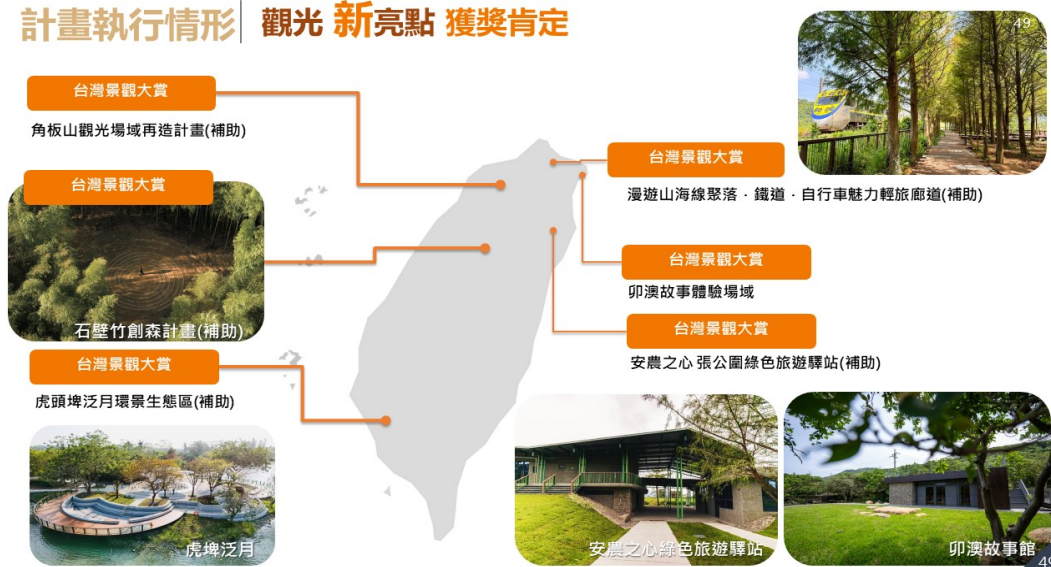 計畫執行情形 觀光 新亮點 獲獎肯定
49
台灣景觀大賞
角板山觀光場域再造計畫(補助)
台灣景觀大賞
石壁竹創森計畫(補助)
台灣景觀大賞
虎頭埤泛月環景生態區(補助)
虎埤泛月
台灣景觀大賞
漫遊山海線聚落．鐵道．自行車魅力輕旅廊道(補助)
台灣景觀大賞
卯澳故事體驗場域
台灣景觀大賞
安農之心 張公圍綠色旅遊驛站(補助)
安農之心綠色旅遊驛站
卯澳故事館
49